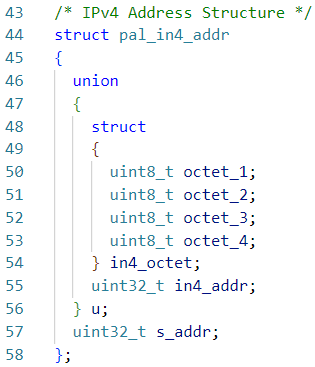 43 /* IPv4 Address Structure */
44 struct pal_in4_addr
45 {
46   union
47   {
48     struct
49     {
50       uint8_t octet_1;
51       uint8_t octet_2;
52       uint8_t octet_3;
53       uint8_t octet_4;
54     } in4_octet;
55     uint32_t in4_addr;
56   } u;
57   uint32_t s_addr;
58 };